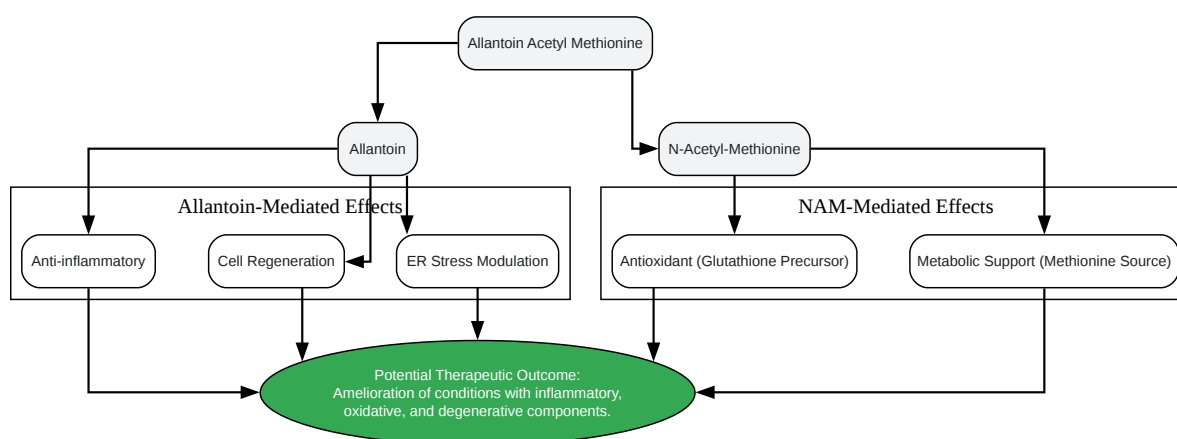 Allantoin Acetyl Methionine
Allantoin
N-Acetyl-Methionine
Allantoin-Mediated Effects
NAM-Mediated Effects
Anti-inflammatory
Cell Regeneration
ER Stress Modulation
Antioxidant (Glutathione Precursor)
Metabolic Support (Methionine Source)
Potential Therapeutic Outcome:
Amelioration of conditions with inflammatory,
oxidative, and degenerative components.